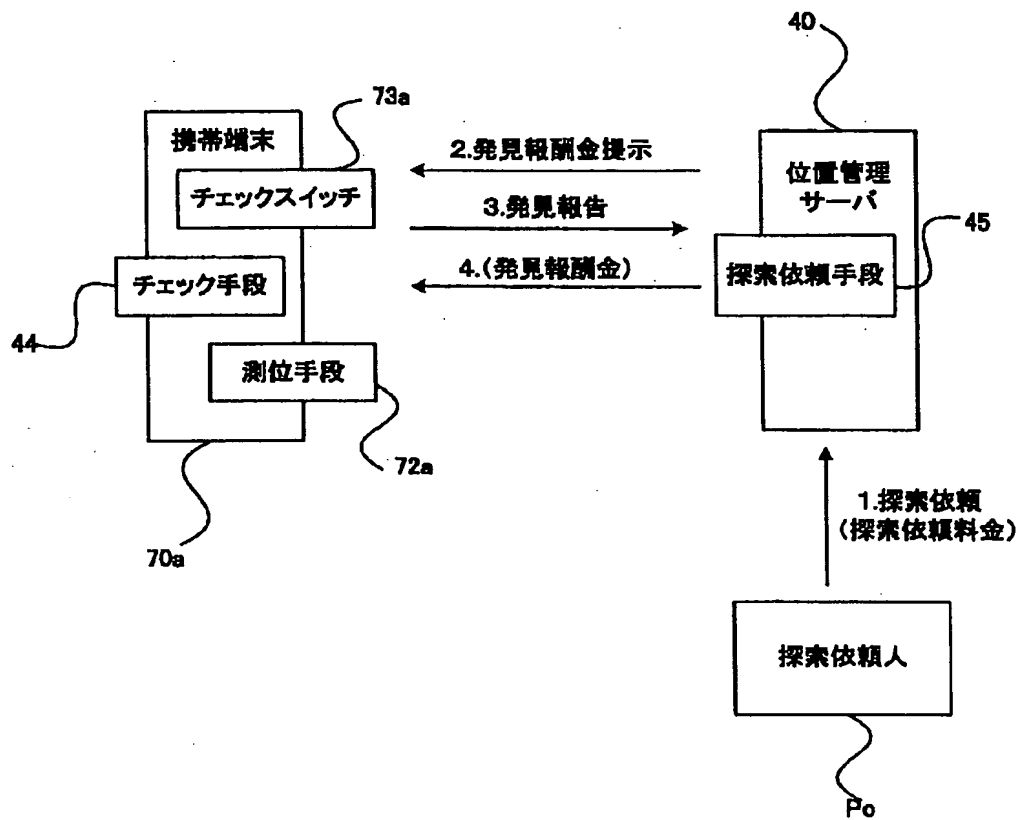 40
73a
携帯端末
チェックスイッチ
2.発見報酬金提示
位置管理
サーバ
3.発見報告
45
チェック手段
4.(発見報酬金)
探索依頼手段
44
測位手段
72a
70a
1.探索依頼
(探索依頼料金)
探索依頼人
Po